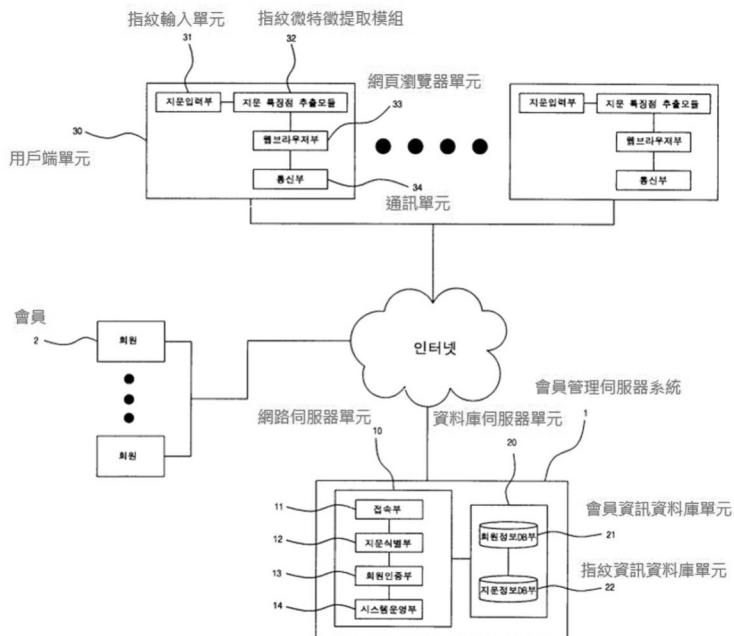 指紋輸入單元
31
指紋微特徵提取模組
32
網頁瀏覽器單元
33
지문입력부
지문 특징점 추출모듈
웹브라우저부
통신부
30
用戶端單元
34
通訊單元
지문입력부
지문 특징점 추출모듈
웹브라우저부
통신부
會員
2
회원
회원
인터넷
會員管理伺服器系統
1
網路伺服器單元
10
資料庫伺服器單元
20
11
접속부
12
지문식별부
13
회원인증부
14
시스템운영부
會員資訊資料庫單元
회원정보DB부
21
指紋資訊資料庫單元
지문정보DB부
22